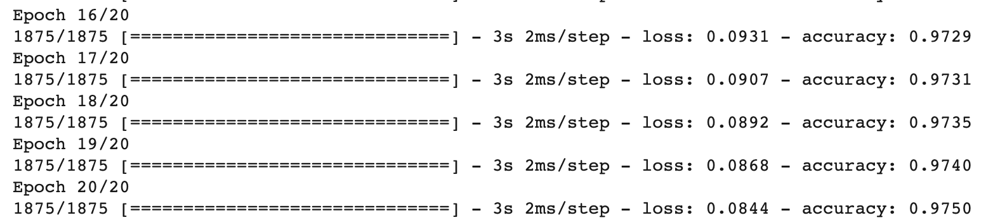 Epoch 16/20
1875/1875 [==============================] - 3s 2ms/step - loss: 0.0931 - accuracy: 0.9729
Epoch 17/20
1875/1875 [==============================] - 3s 2ms/step - loss: 0.0907 - accuracy: 0.9731
Epoch 18/20
1875/1875 [==============================] - 3s 2ms/step - loss: 0.0892 - accuracy: 0.9735
Epoch 19/20
1875/1875 [==============================] - 3s 2ms/step - loss: 0.0868 - accuracy: 0.9740
Epoch 20/20
1875/1875 [==============================] - 3s 2ms/step - loss: 0.0844 - accuracy: 0.9750